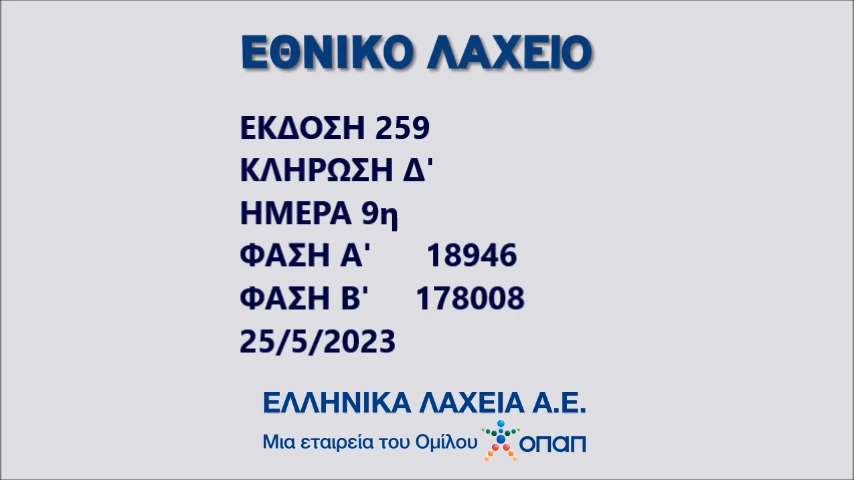 ΕΘΝΙΚΟ ΛΑΧΕΙΟ
ΕΚΔΟΣΗ 259
ΚΛΗΡΩΣΗ Δ'
ΗΜΕΡΑ 9η
ΦΑΣΗ Α' 18946
ΦΑΣΗ Β' 178008
25/5/2023
ΕΛΛΗΝΙΚΑ ΛΑΧΕΙΑ Α.Ε.
Μια εταιρεία του Ομίλου οπαπ